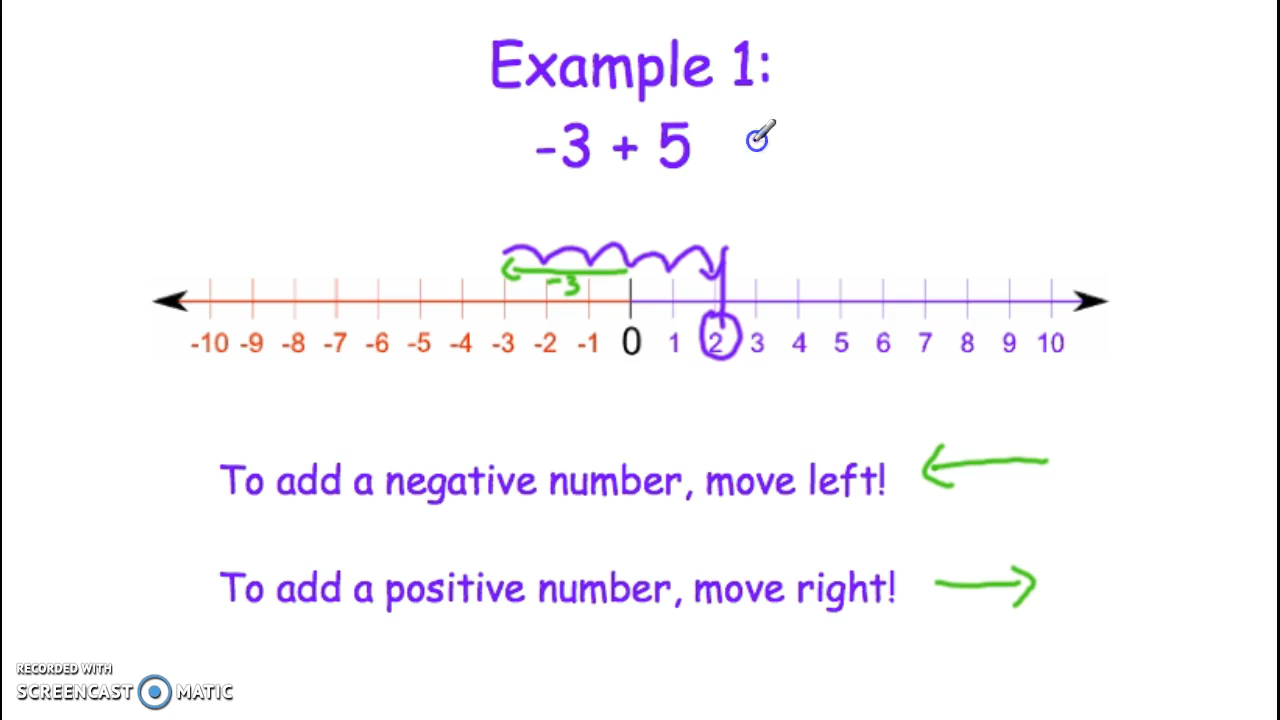 Example 1:
-3 + 5
-3
-10 -9 -8 -7 -6 -5 -4 -3 -2 -1 0 1 2 3 4 5 6 7 8 9 10
To add a negative number, move left!
To add a positive number, move right!
RECORDED WITH
SCREENCAST MATIC